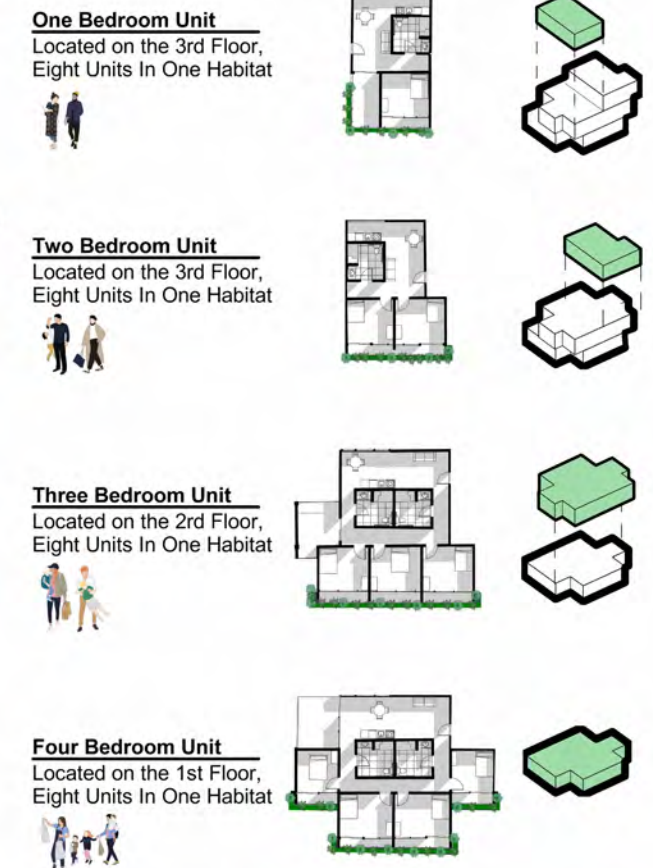 One Bedroom Unit
Located on the 3rd Floor,
Eight Units In One Habitat
Two Bedroom Unit
Located on the 3rd Floor,
Eight Units In One Habitat
Three Bedroom Unit
Located on the 2rd Floor,
Eight Units In One Habitat
Four Bedroom Unit
Located on the 1st Floor,
Eight Units In One Habitat